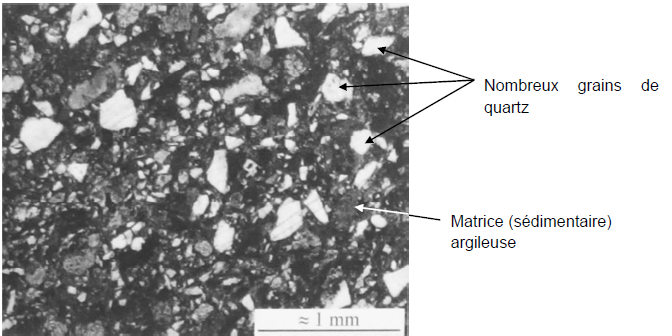 Nombreux grains de
quartz
Matrice (sédimentaire)
argileuse
≈ 1 mm